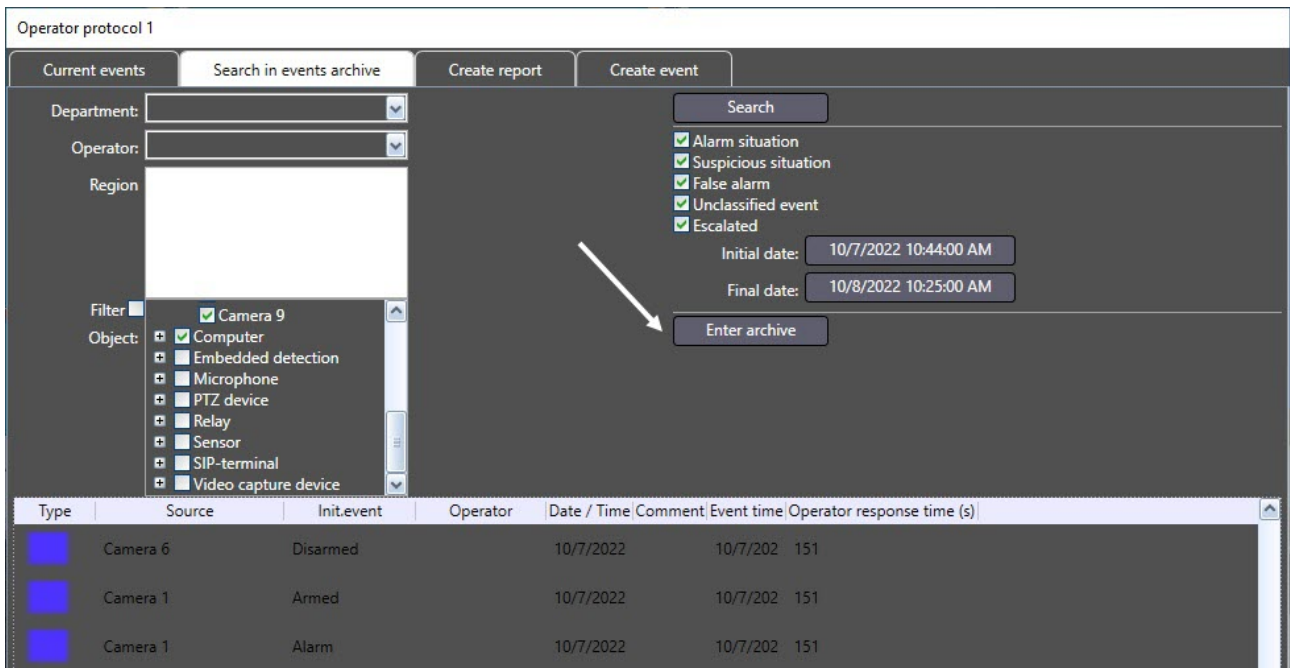 Operator protocol 1
Current events
Search in events archive
Create report
Create event
Department:
Operator:
Region
Filter
Object:
Camera 9
Computer
Embedded detection
Microphone
PTZ device
Relay
Sensor
SIP-terminal
Video capture device
Search
Alarm situation
Suspicious situation
False alarm
Unclassified event
Escalated
Initial date: 10/7/2022 10:44:00 AM
Final date: 10/8/2022 10:25:00 AM
Enter archive
Type Source Init.event Operator Date / Time Comment Event time Operator response time (s)
Camera 6 Disarmed 10/7/2022 10/7/202 151
Camera 1 Armed 10/7/2022 10/7/202 151
Camera 1 Alarm 10/7/2022 10/7/202 151